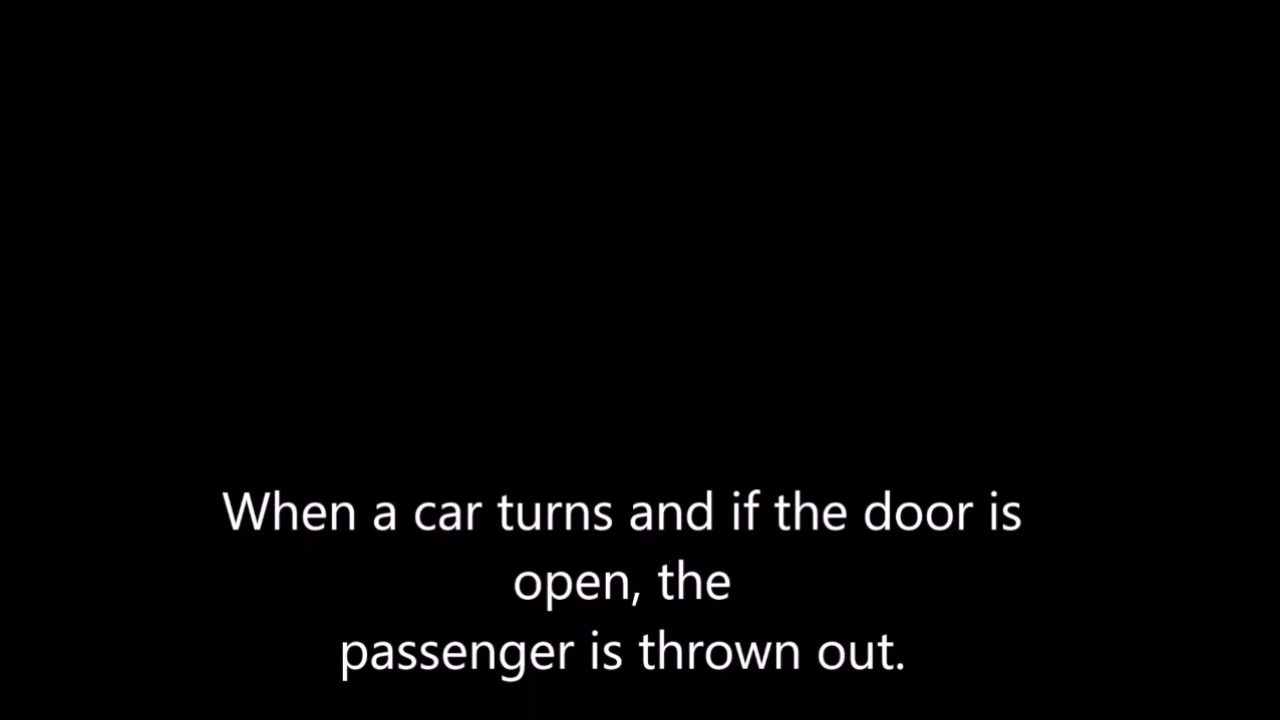 When a car turns and if the door is
open, the
passenger is thrown out.